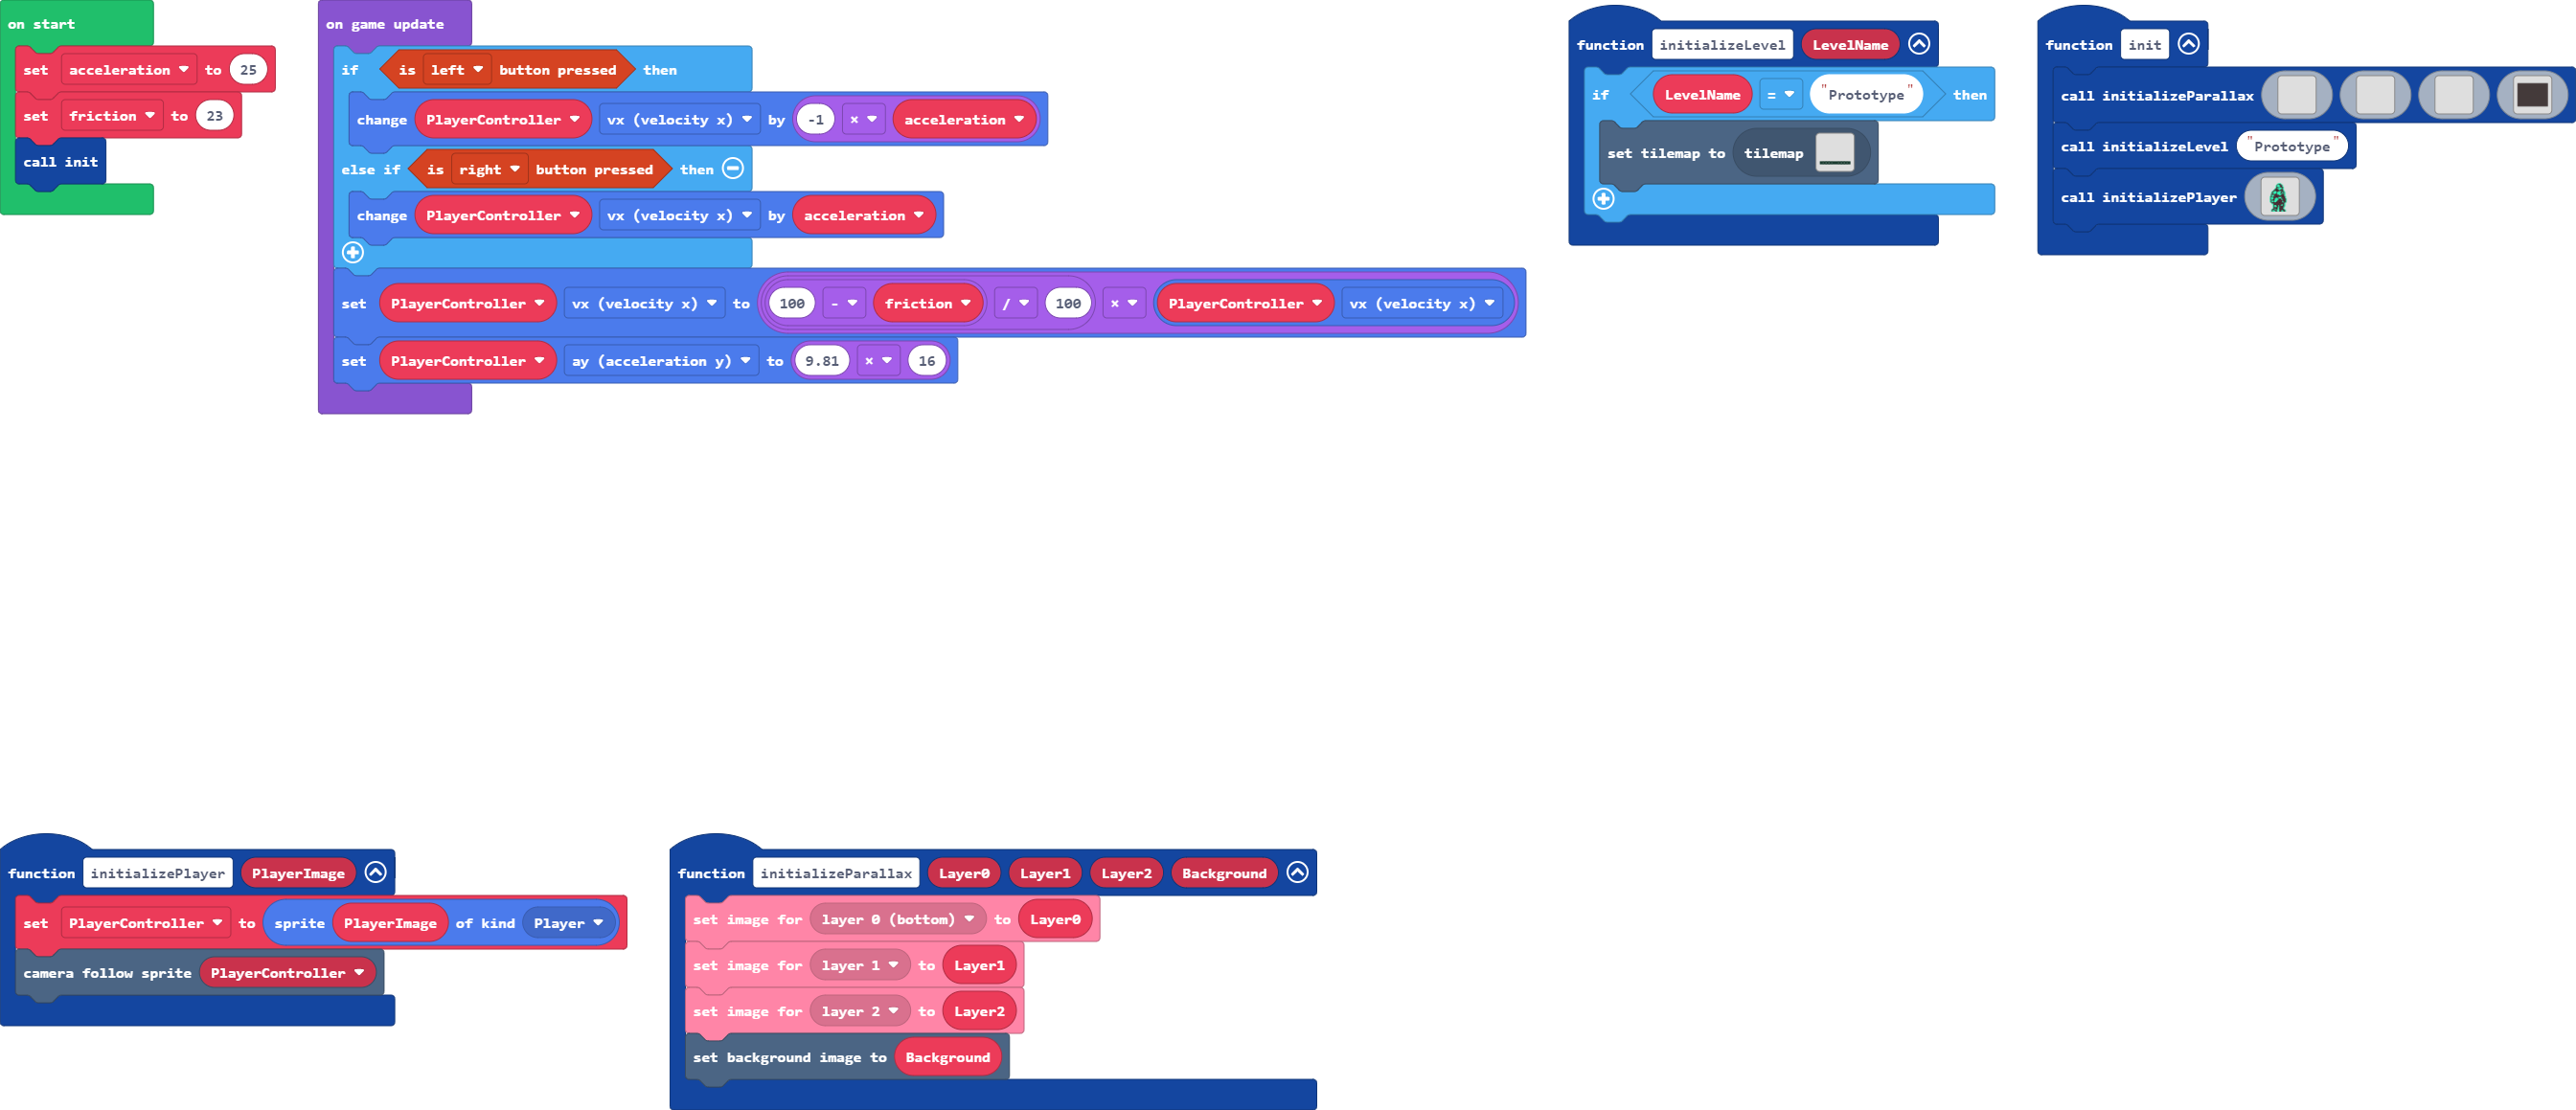 on start
set acceleration to 25
set friction to 23
call init
on game update
if is left button pressed then
change PlayerController vx (velocity x) by -1 × acceleration
else if is right button pressed then
change PlayerController vx (velocity x) by acceleration
set PlayerController vx (velocity x) to 100 - friction / 100 × PlayerController vx (velocity x)
set PlayerController ay (acceleration y) to 9.81 × 16
function initializeLevel LevelName
if LevelName = "Prototype" then
set tilemap to tilemap
function init
call initializeParallax
call initializeLevel "Prototype"
call initializePlayer
function initializePlayer PlayerImage
set PlayerController to sprite PlayerImage of kind Player
camera follow sprite PlayerController
function initializeParallax Layer0 Layer1 Layer2 Background
set image for layer 0 (bottom) to Layer0
set image for layer 1 to Layer1
set image for layer 2 to Layer2
set background image to Background